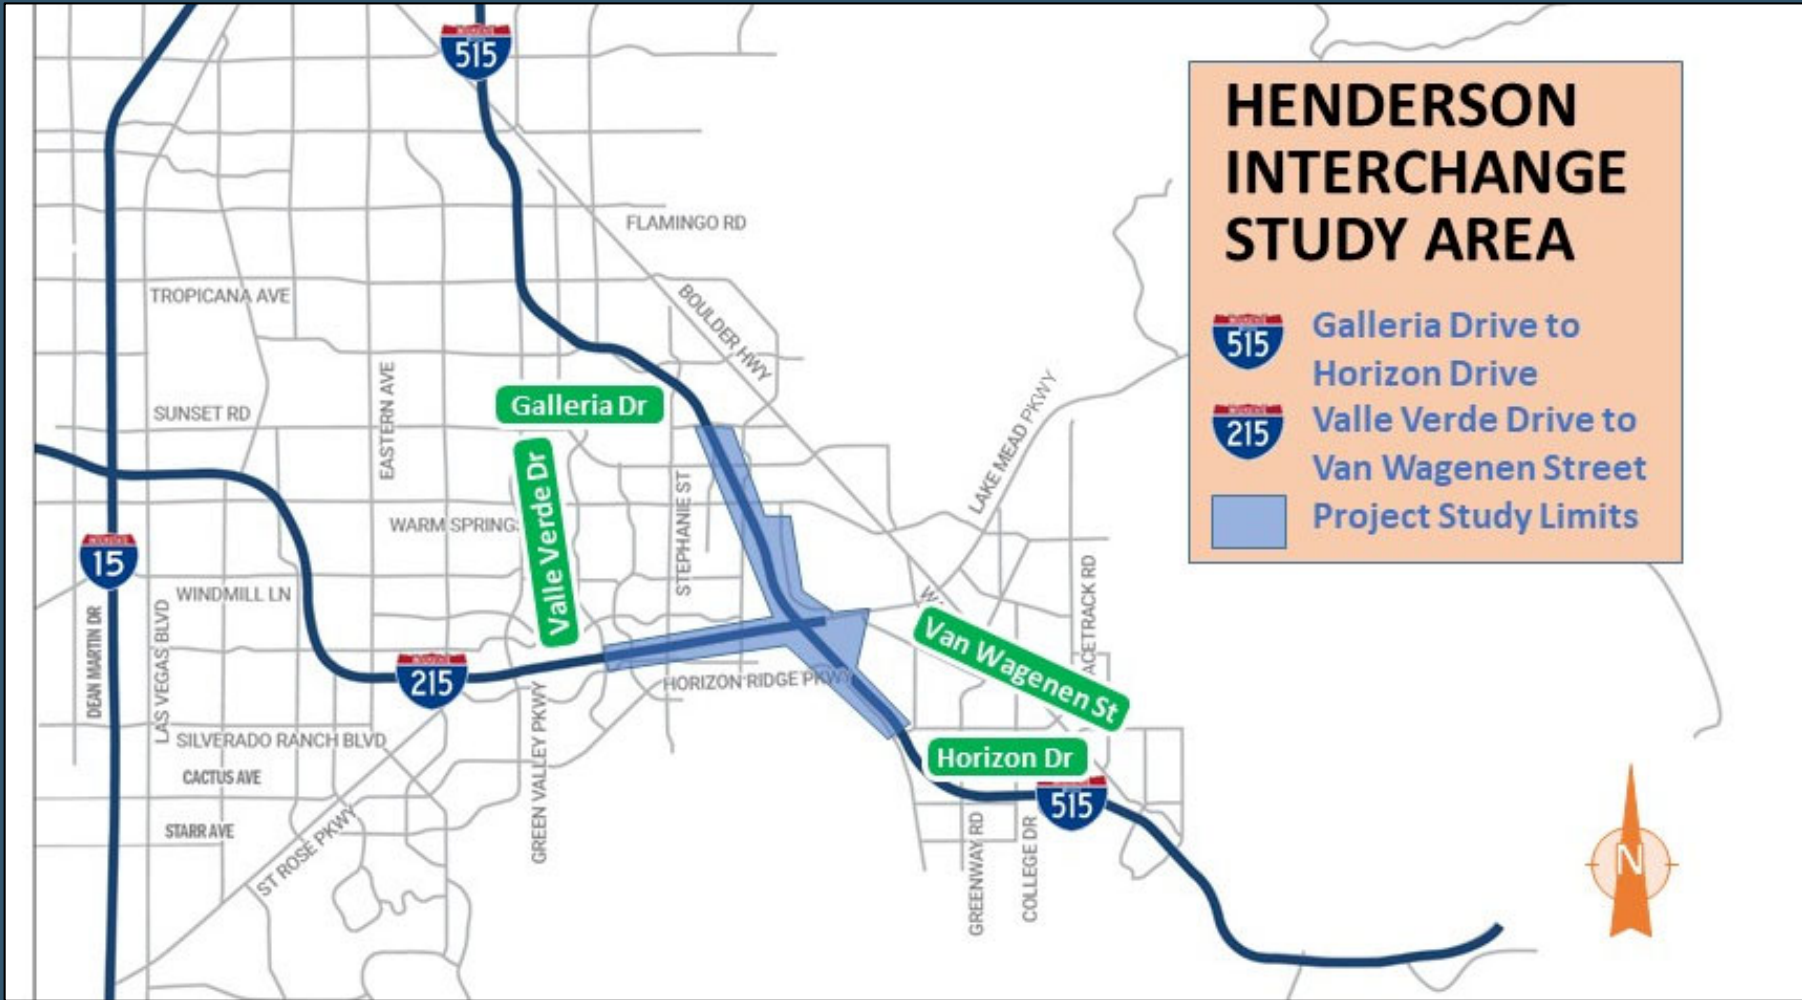 515
HENDERSON
INTERCHANGE
STUDY AREA
515
Galleria Drive to
Horizon Drive
215
Valle Verde Drive to
Van Wagenen Street
Project Study Limits
FLAMINGO RD
TROPICANA AVE
BOULDER HWY
SUNSET RD
EASTERN AVE
Galleria Dr
LAKE MEAD PKWY
Valle Verde Dr
STEPHANIE ST
WARM SPRING
15
WINDMILL LN
ACETRACK RD
DEAN MARTIN DR
LAS VEGAS BLVD
Van Wagenen St
215
HORIZON RIDGE PKWY
GREEN VALLEY PKWY
SILVERADO RANCH BLVD
Horizon Dr
CACTUS AVE
515
STARR AVE
ST ROSE PKWY
GREENWAY RD
COLLEGE DR
N